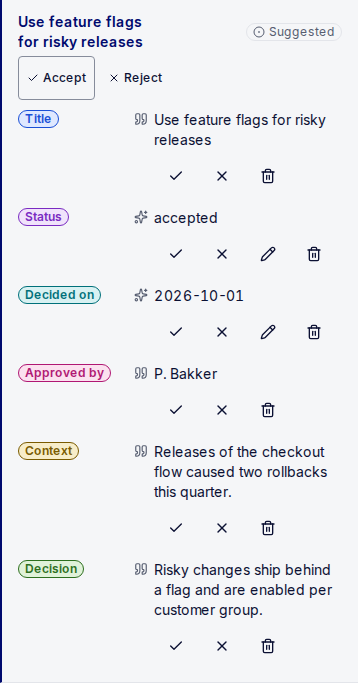 Use feature flags
for risky releases
Suggested
Accept
Reject
Title
Use feature flags for risky
releases
Status
accepted
Decided on
2026-10-01
Approved by
P. Bakker
Context
Releases of the checkout
flow caused two rollbacks
this quarter.
Decision
Risky changes ship behind
a flag and are enabled per
customer group.